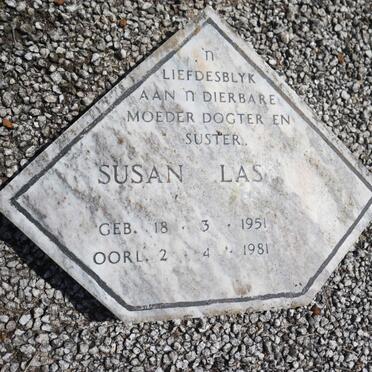 'n
LIEFDESBLYK
AAN 'n DIERBARE
MOEDER DOGTER EN
SUSTER.
SUSAN LAS
GEB. 18 · 3 · 1951
OORL. 2 · 4 · 1981